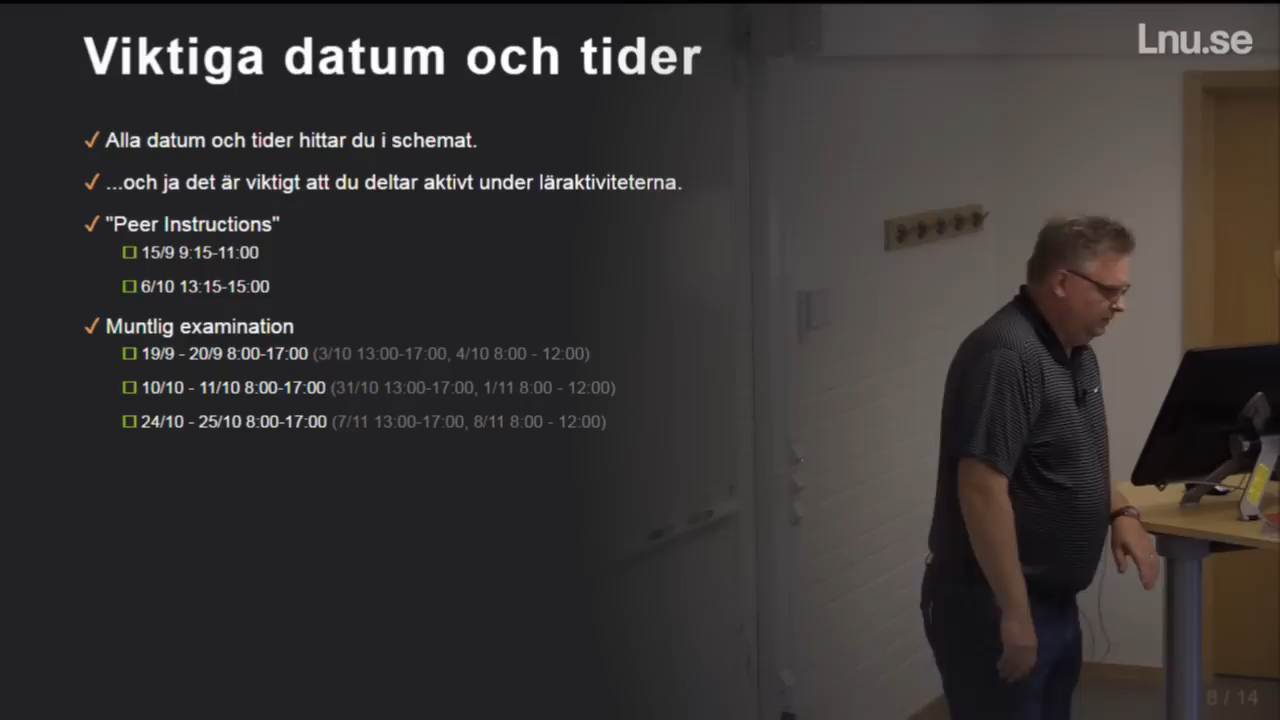 Viktiga datum och tider
Lnu.se
✓ Alla datum och tider hittar du i schemat.
✓ ...och ja det är viktigt att du deltar aktivt under läraktiviteterna.
✓ "Peer Instructions"
15/9 9:15-11:00
6/10 13:15-15:00
✓ Muntlig examination
19/9 - 20/9 8:00-17:00 (3/10 13:00-17:00, 4/10 8:00 - 12:00)
10/10 - 11/10 8:00-17:00 (31/10 13:00-17:00, 1/11 8:00 - 12:00)
24/10 - 25/10 8:00-17:00 (7/11 13:00-17:00, 8/11 8:00 - 12:00)
8 / 14